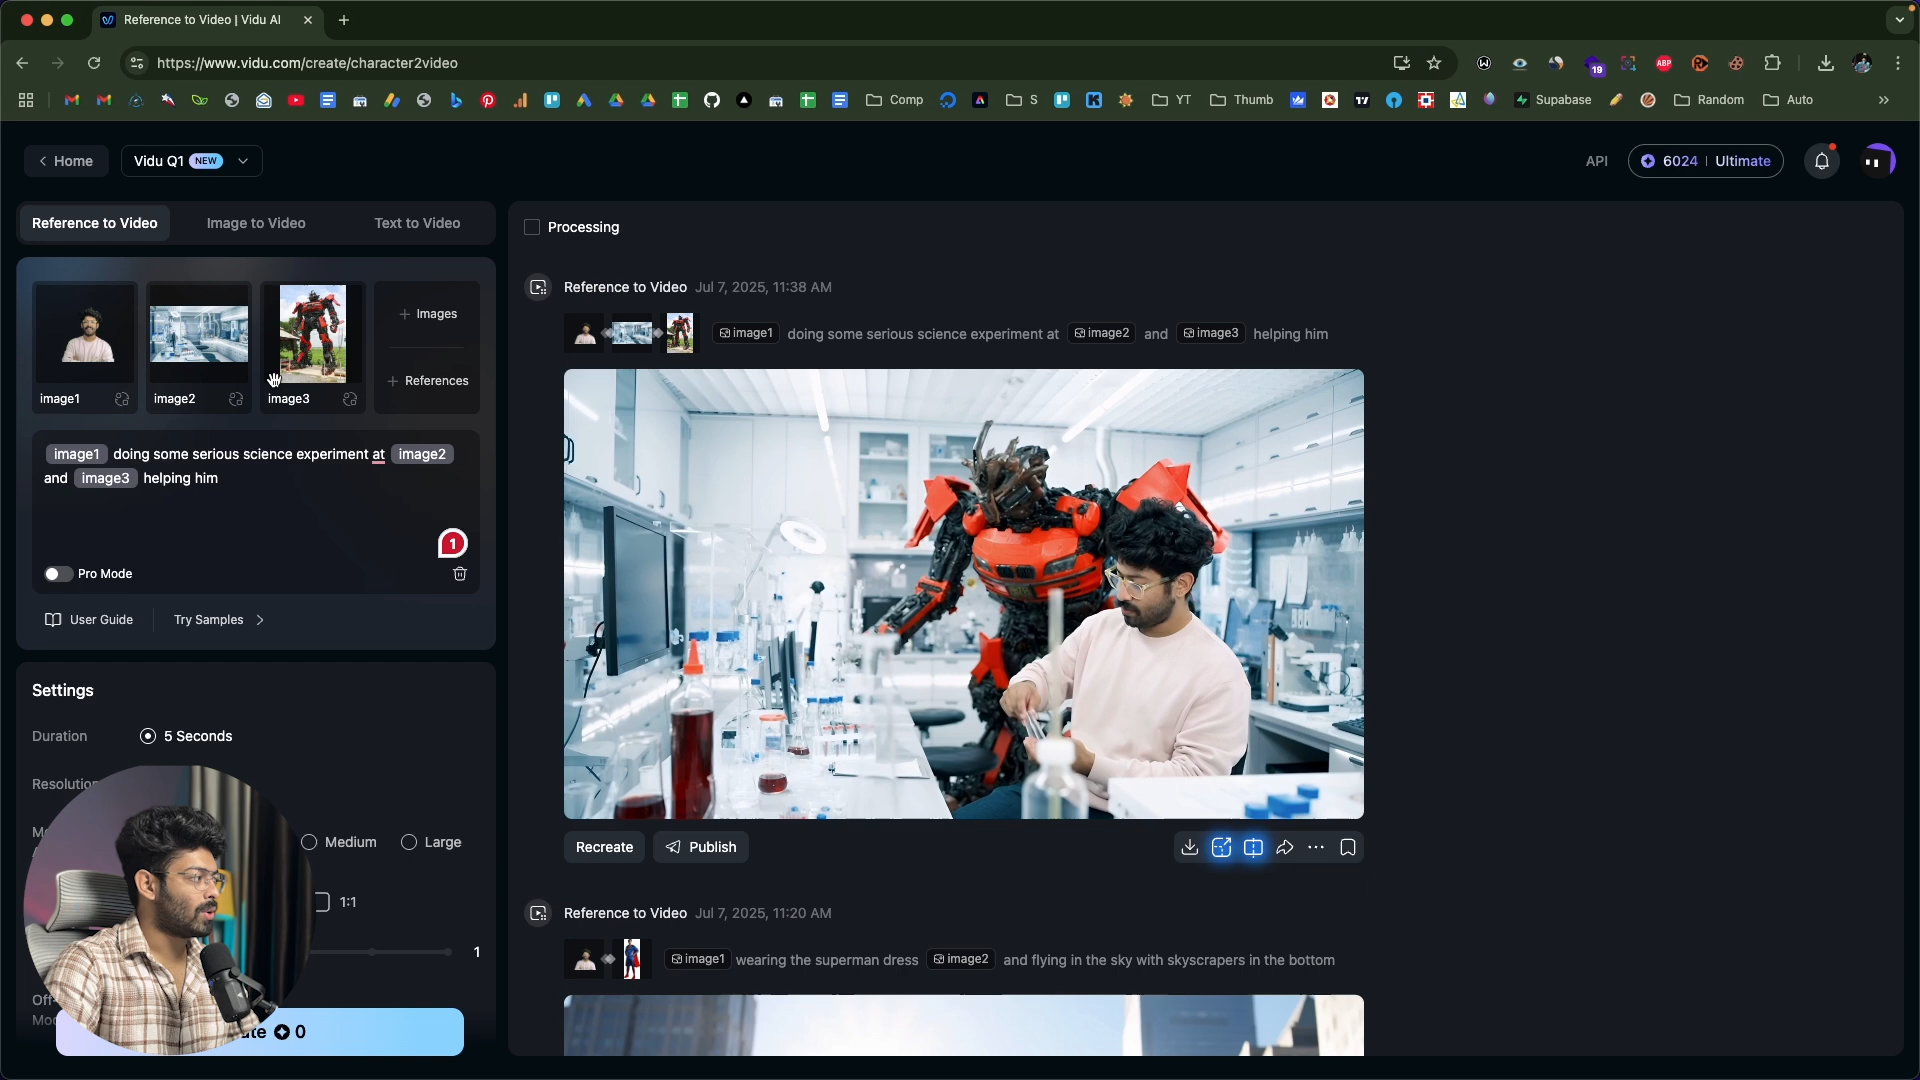 Reference to Video | Vidu AI
https://www.vidu.com/create/character2video
19
ABP
Comp
S
YT
Thumb
Supabase
Random
Auto
Home
Vidu Q1 NEW
API
6024 | Ultimate
Reference to Video
Image to Video
Text to Video
Processing
image1
image2
image3
Images
References
image1 doing some serious science experiment at image2
and image3 helping him
1
Pro Mode
User Guide
Try Samples
Settings
Duration
5 Seconds
Resolution
Medium
Large
1:1
1
0
Reference to Video Jul 7, 2025, 11:38 AM
image1 doing some serious science experiment at image2 and image3 helping him
Recreate
Publish
Reference to Video Jul 7, 2025, 11:20 AM
image1 wearing the superman dress image2 and flying in the sky with skyscrapers in the bottom